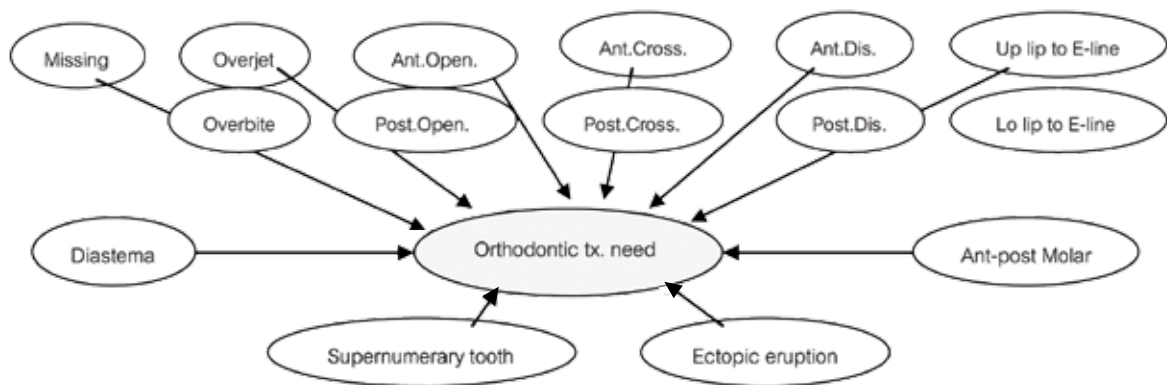 Missing
Overjet
Ant.Open.
Ant.Cross.
Ant.Dis.
Up lip to E-line
Overbite
Post.Open.
Post.Cross.
Post.Dis.
Lo lip to E-line
Diastema
Orthodontic tx. need
Ant-post Molar
Supernumerary tooth
Ectopic eruption